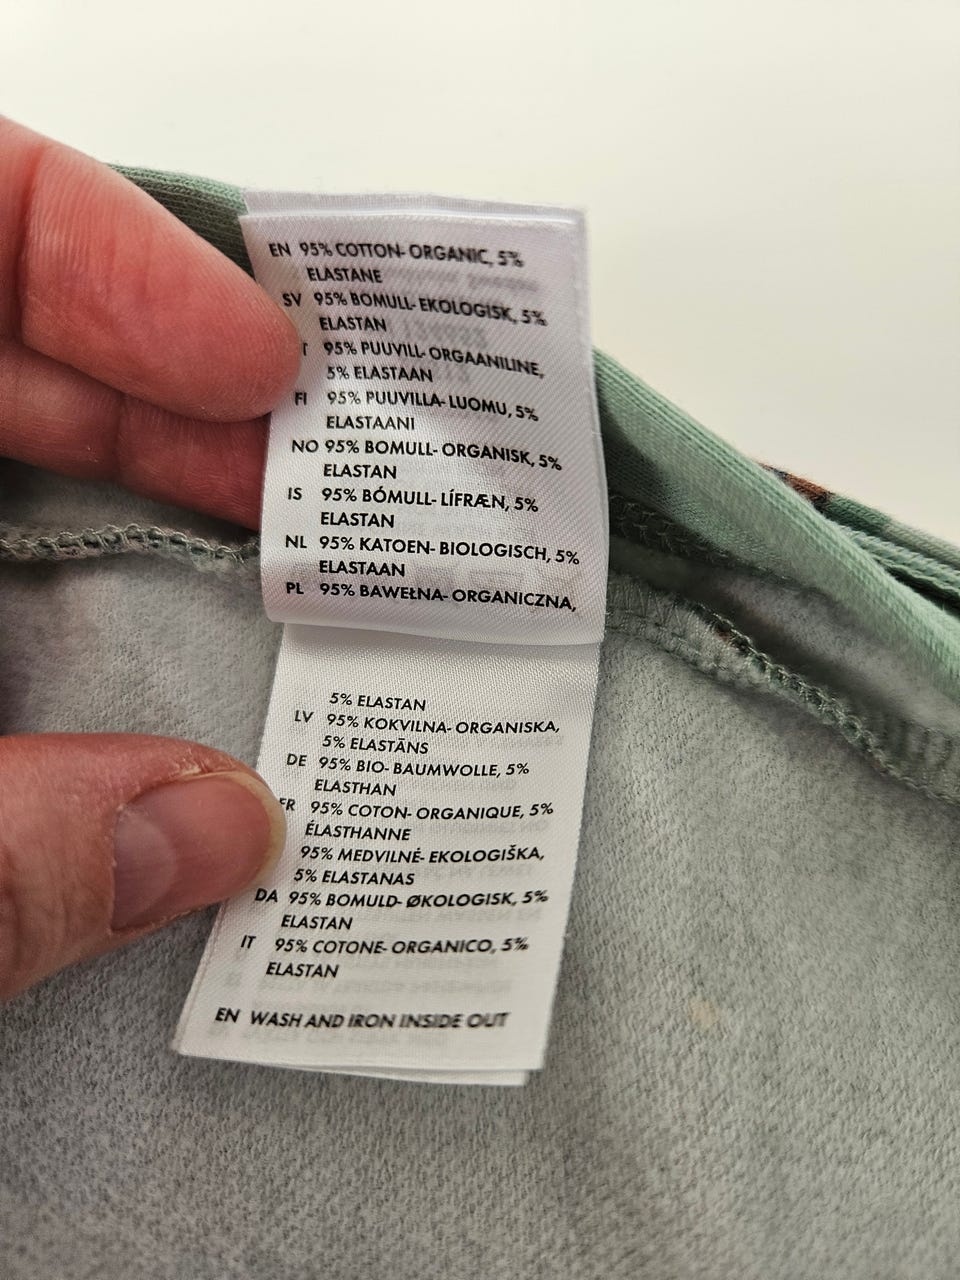 EN 95% COTTON- ORGANIC, 5%
ELASTANE
SV 95% BOMULL- EKOLOGISK, 5%
ELASTAN
95% PUUVILL- ORGAANILINE,
5% ELASTAAN
FI 95% PUUVILLA- LUOMU, 5%
ELASTAANI
NO 95% BOMULL- ORGANISK, 5%
ELASTAN
IS 95% BÓMULL- LÍFRÆN, 5%
ELASTAN
NL 95% KATOEN- BIOLOGISCH, 5%
ELASTAAN
PL 95% BAWEŁNA- ORGANICZNA,
5% ELASTAN
LV 95% KOKVILNA- ORGANISKA,
5% ELASTĀNS
DE 95% BIO- BAUMWOLLE, 5%
ELASTHAN
FR 95% COTON- ORGANIQUE, 5%
ÉLASTHANNE
95% MEDVILNĖ- EKOLOGIŠKA,
5% ELASTANAS
DA 95% BOMULD- ØKOLOGISK, 5%
ELASTAN
IT 95% COTONE- ORGANICO, 5%
ELASTAN
EN WASH AND IRON INSIDE OUT